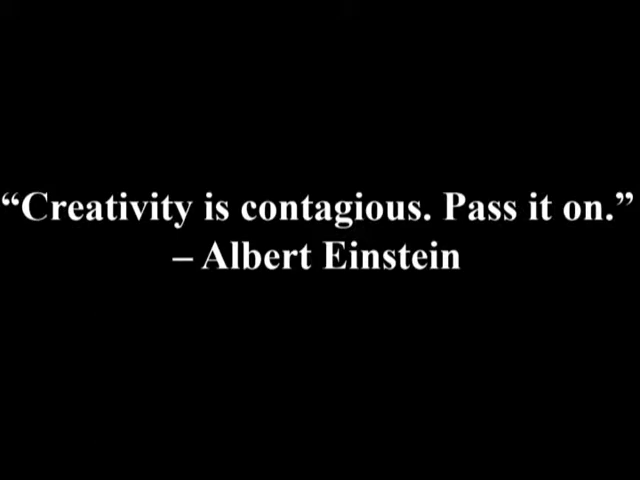 “Creativity is contagious. Pass it on.”
– Albert Einstein